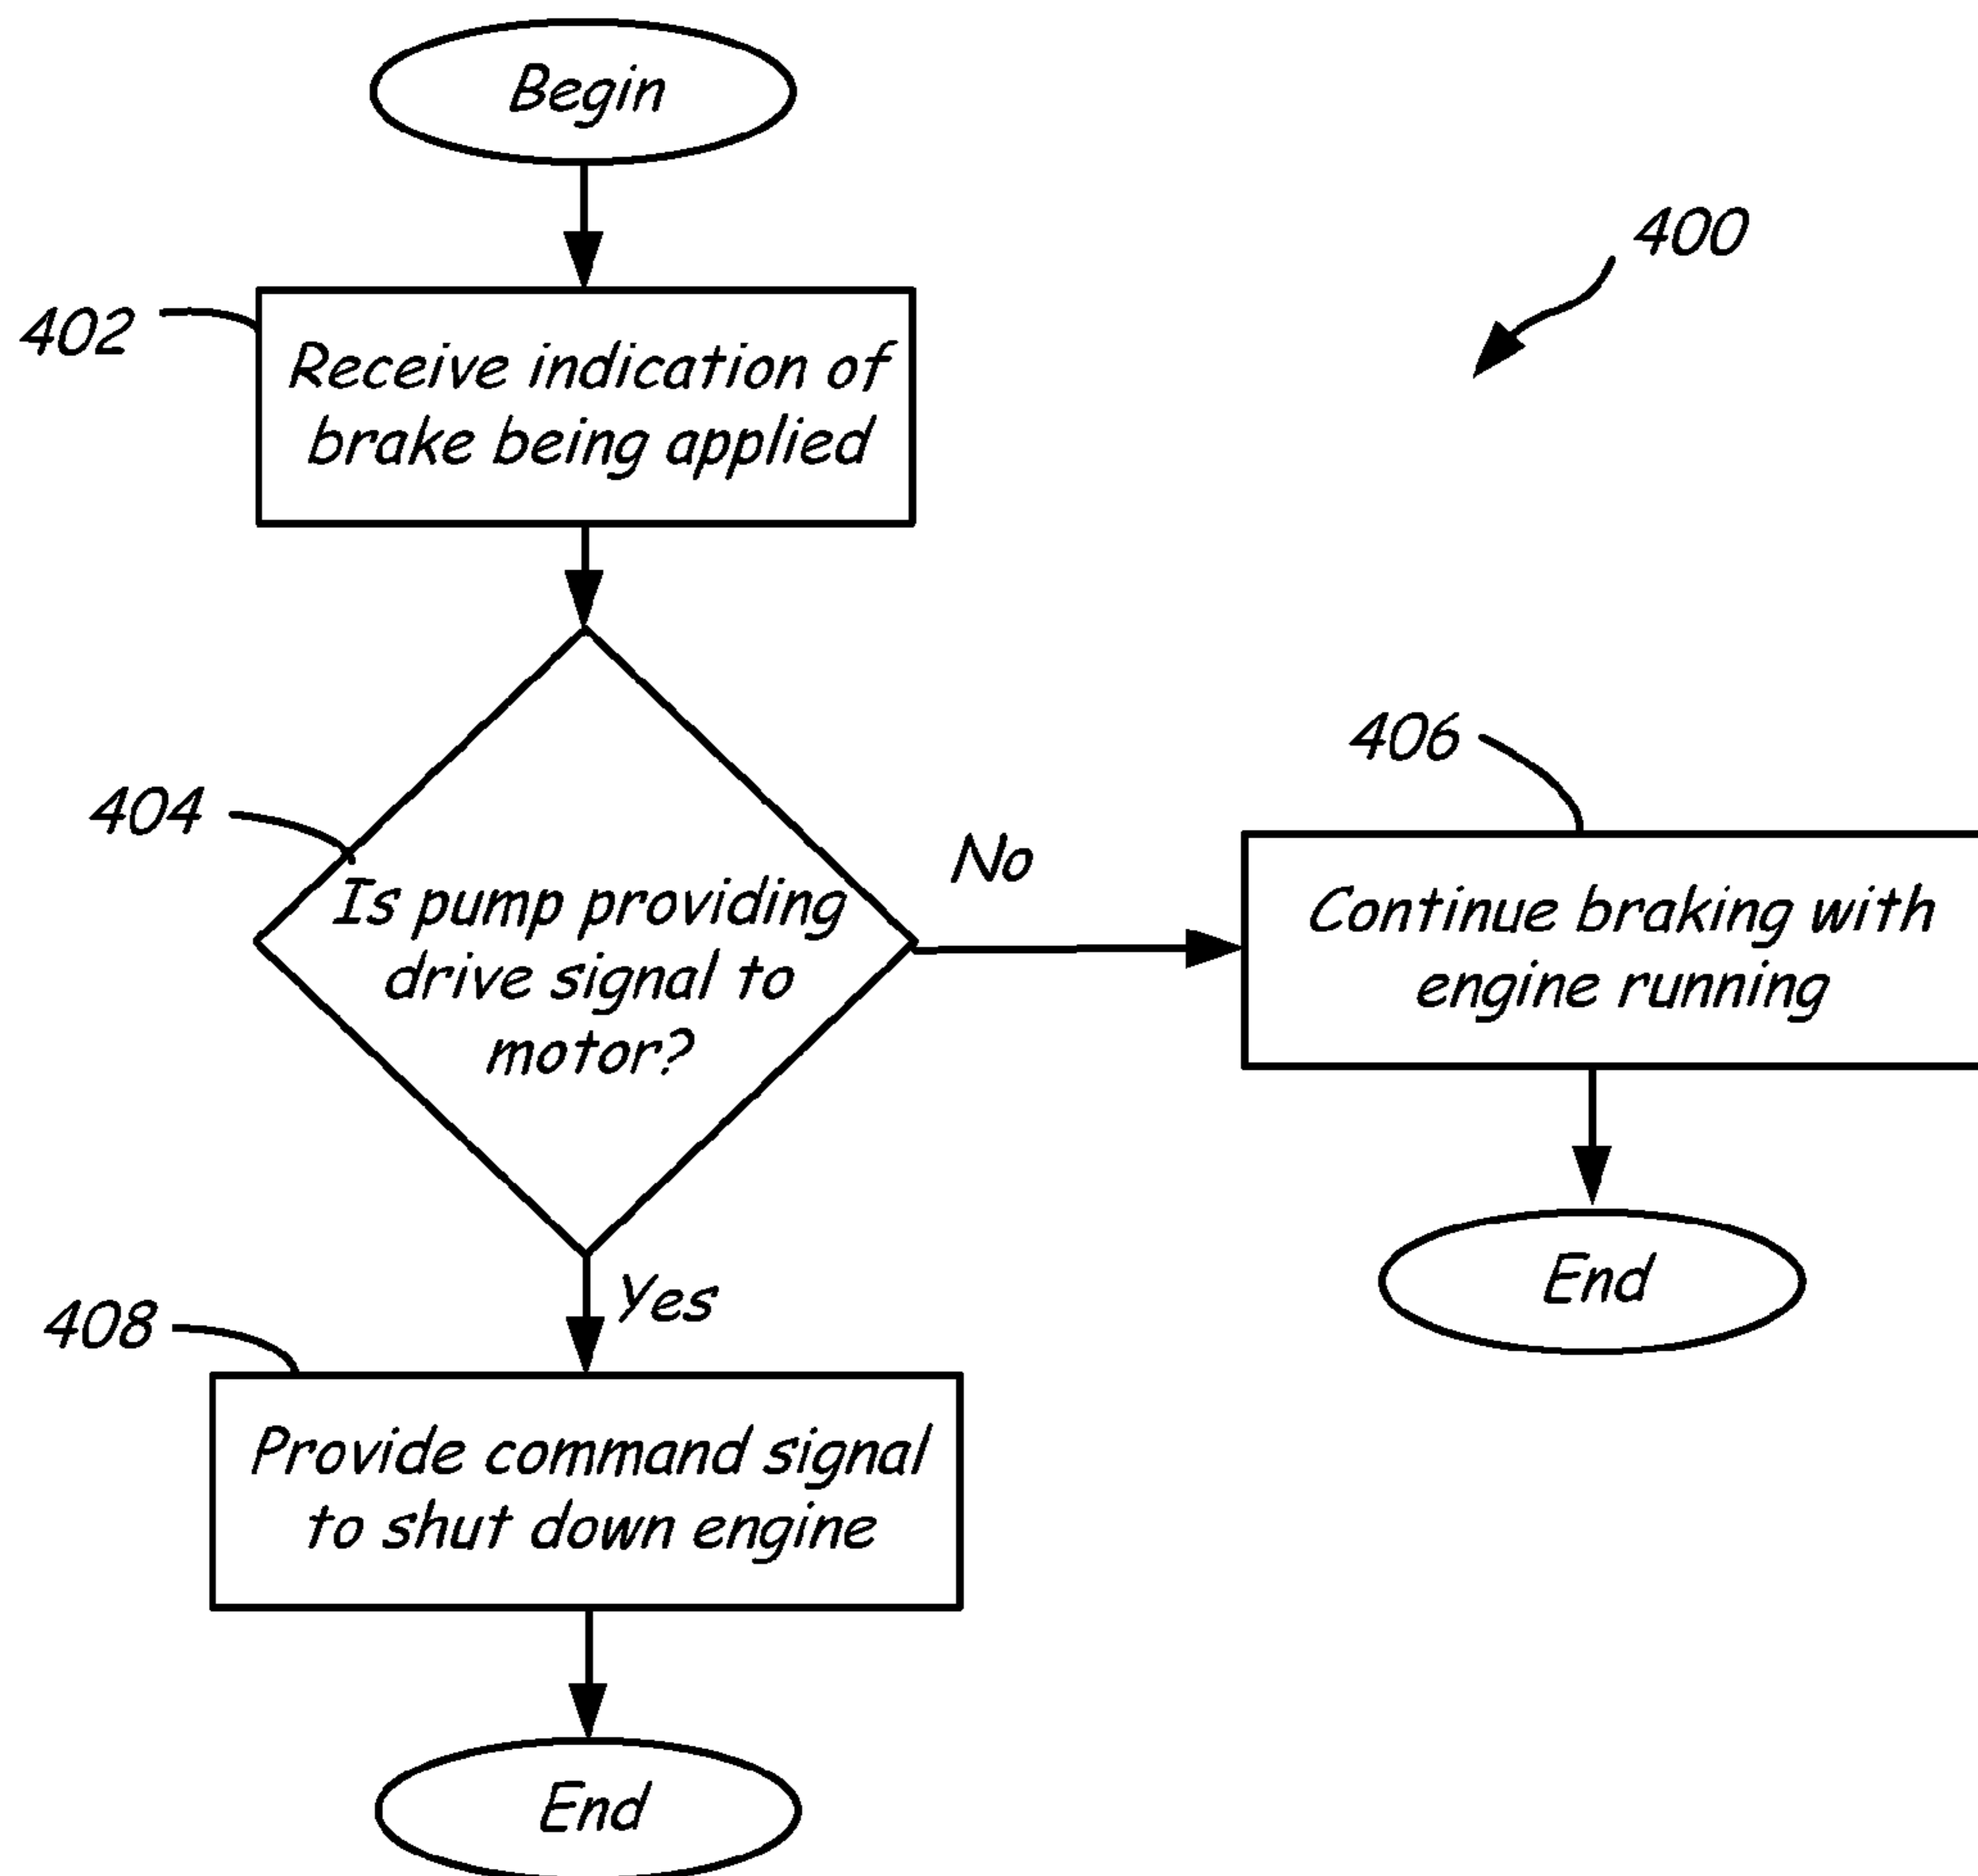 Begin
400
402
Receive indication of
brake being applied
404
Is pump providing
drive signal to
motor?
No
406
Continue braking with
engine running
End
Yes
408
Provide command signal
to shut down engine
End